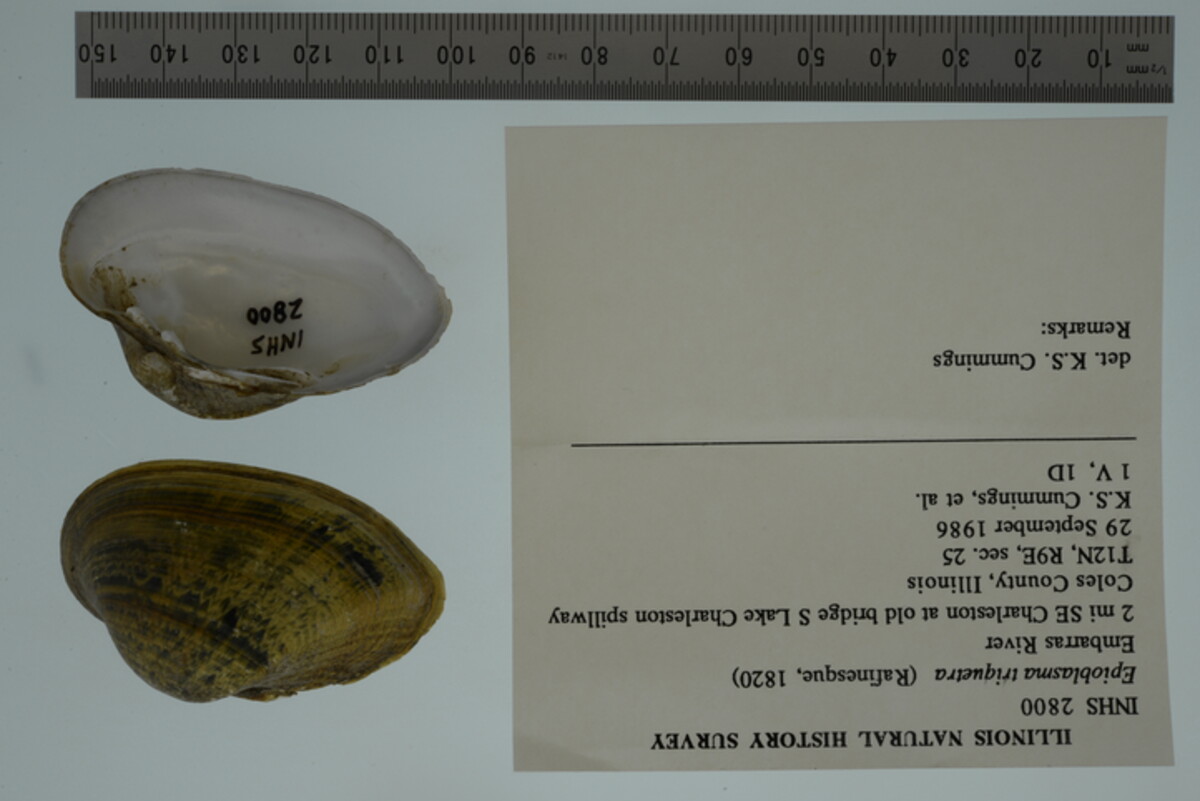 ILLINOIS NATURAL HISTORY SURVEY
INHS 2800
Epioblasma triquetra (Rafinesque, 1820)
Embarras River
2 mi SE Charleston at old bridge S Lake Charleston spillway
Coles County, Illinois
T12N, R9E, sec. 25
29 September 1986
K.S. Cummings, et al.
1 V, 1D
det. K.S. Cummings
Remarks:
INHS
2800
½mm
mm
10 20 30 40 50 60 70 80 1412 90 100 110 120 130 140 150